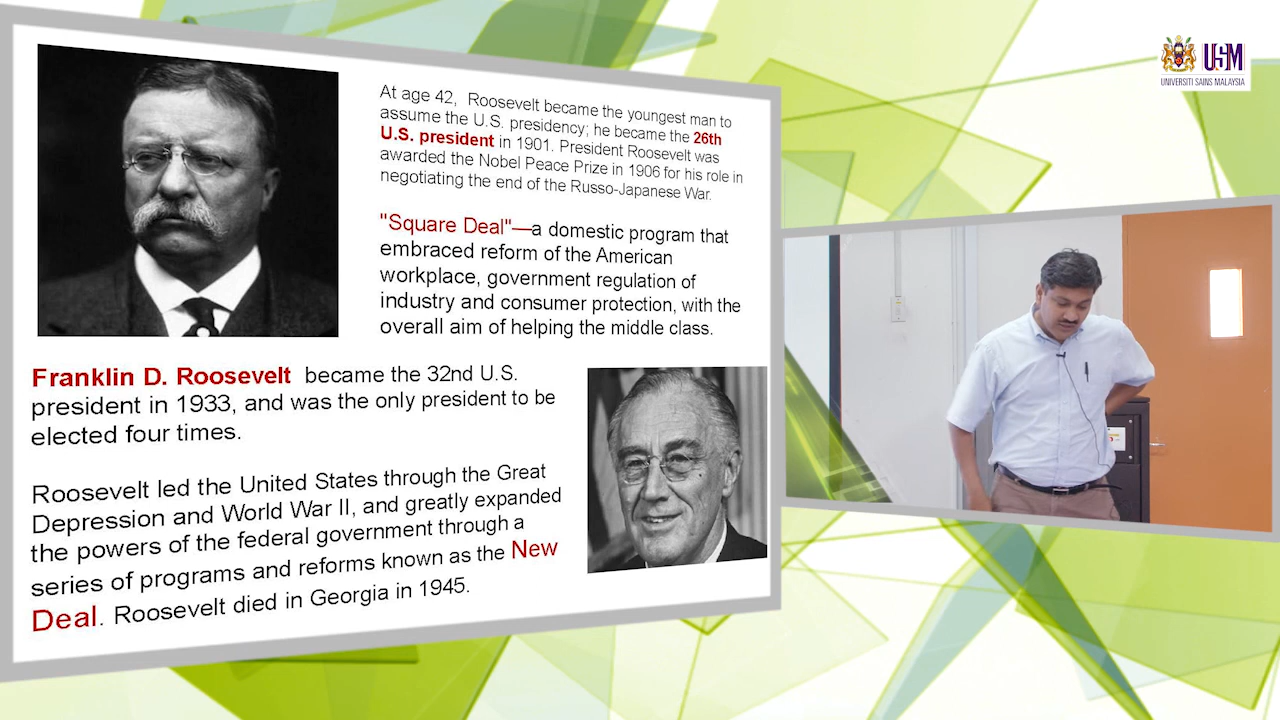 At age 42,  Roosevelt became the youngest man to
assume the U.S. presidency; he became the 26th
U.S. president in 1901. President Roosevelt was
awarded the Nobel Peace Prize in 1906 for his role in
negotiating the end of the Russo-Japanese War.
"Square Deal"—a domestic program that
embraced reform of the American
workplace, government regulation of
industry and consumer protection, with the
overall aim of helping the middle class.
Franklin D. Roosevelt became the 32nd U.S.
president in 1933, and was the only president to be
elected four times.
Roosevelt led the United States through the Great
Depression and World War II, and greatly expanded
the powers of the federal government through a
series of programs and reforms known as the New
Deal. Roosevelt died in Georgia in 1945.
USM
UNIVERSITI SAINS MALAYSIA